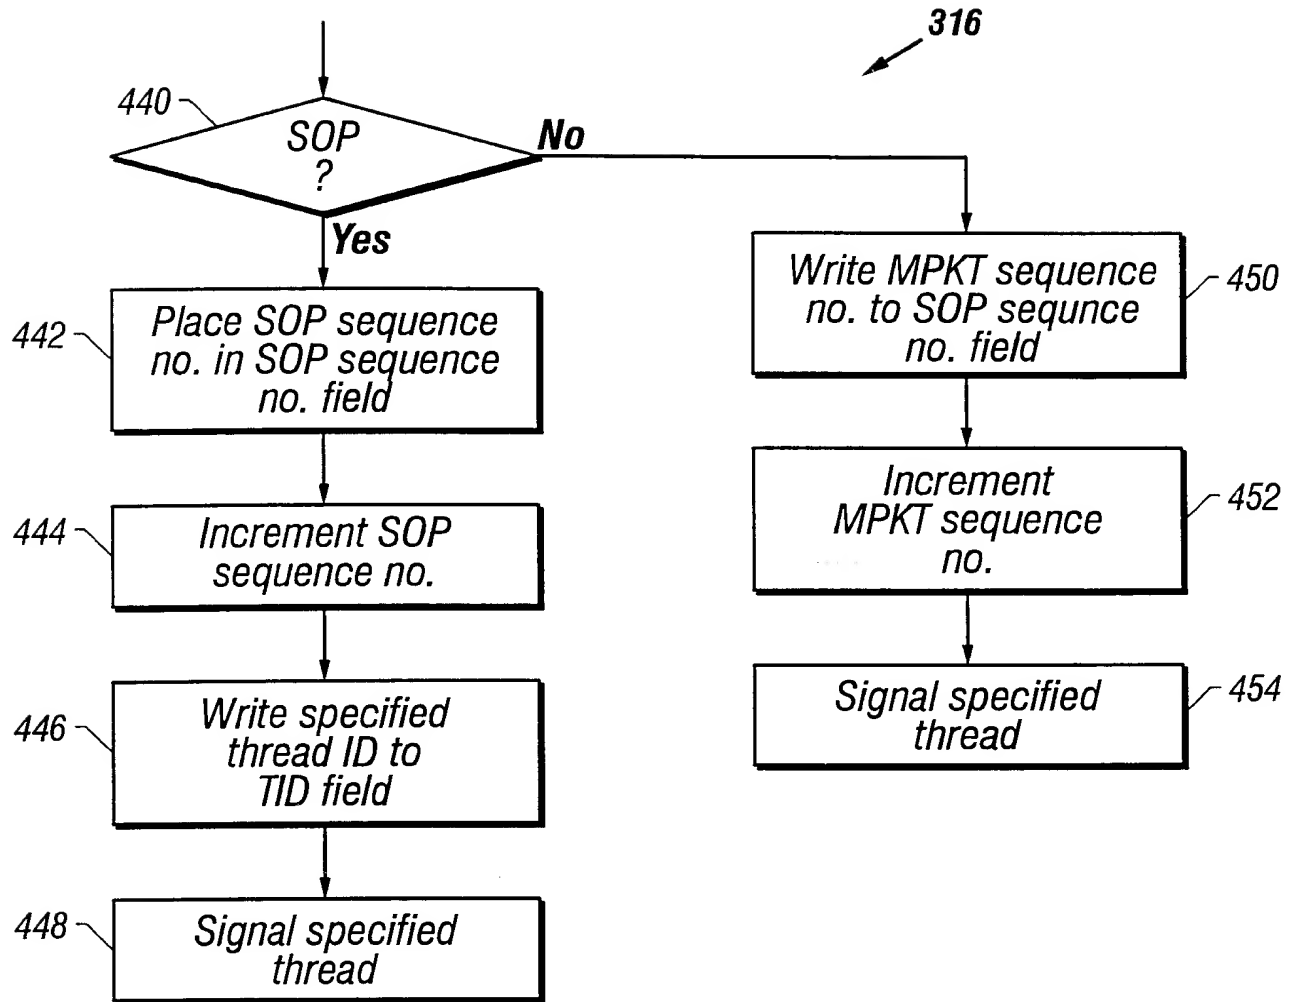 316
440
SOP
?
No
Yes
442
Place SOP sequence
no. in SOP sequence
no. field
444
Increment SOP
sequence no.
446
Write specified
thread ID to
TID field
448
Signal specified
thread
Write MPKT sequence
no. to SOP sequnce
no. field
450
Increment
MPKT sequence
no.
452
Signal specified
thread
454